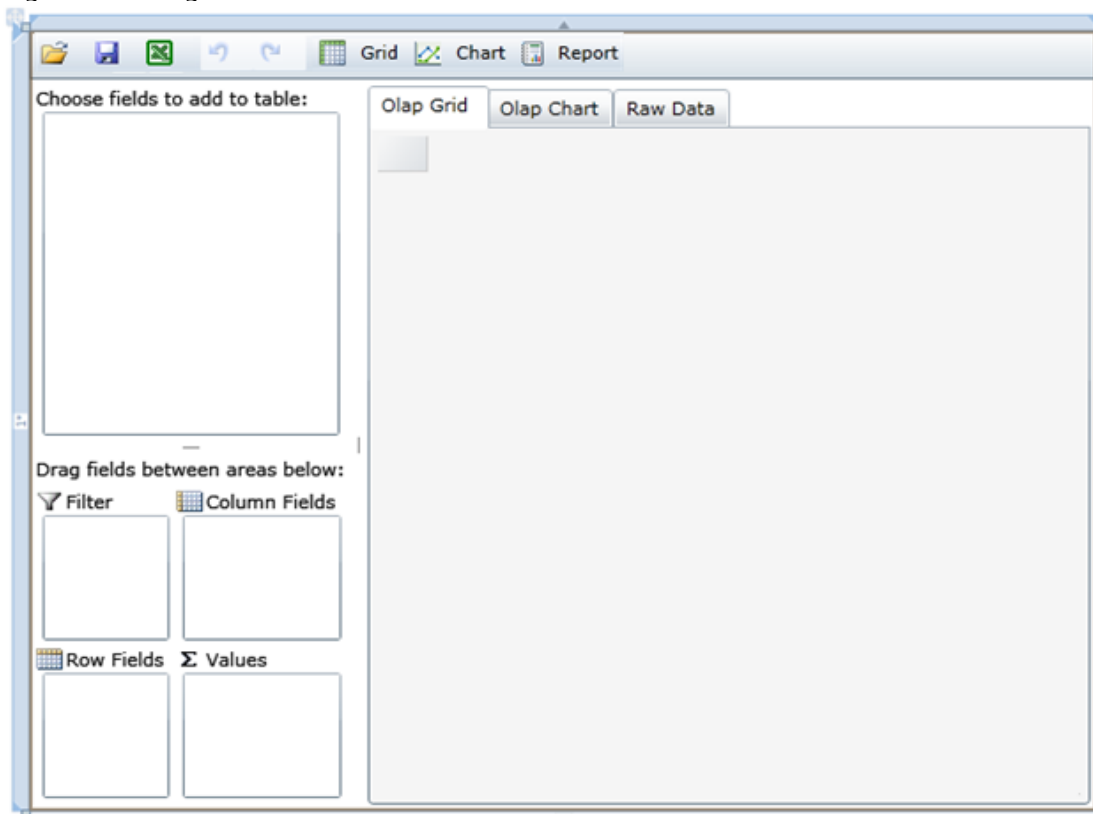 Grid Chart Report
Choose fields to add to table:
Olap Grid Olap Chart Raw Data
Drag fields between areas below:
Filter Column Fields
Row Fields Σ Values